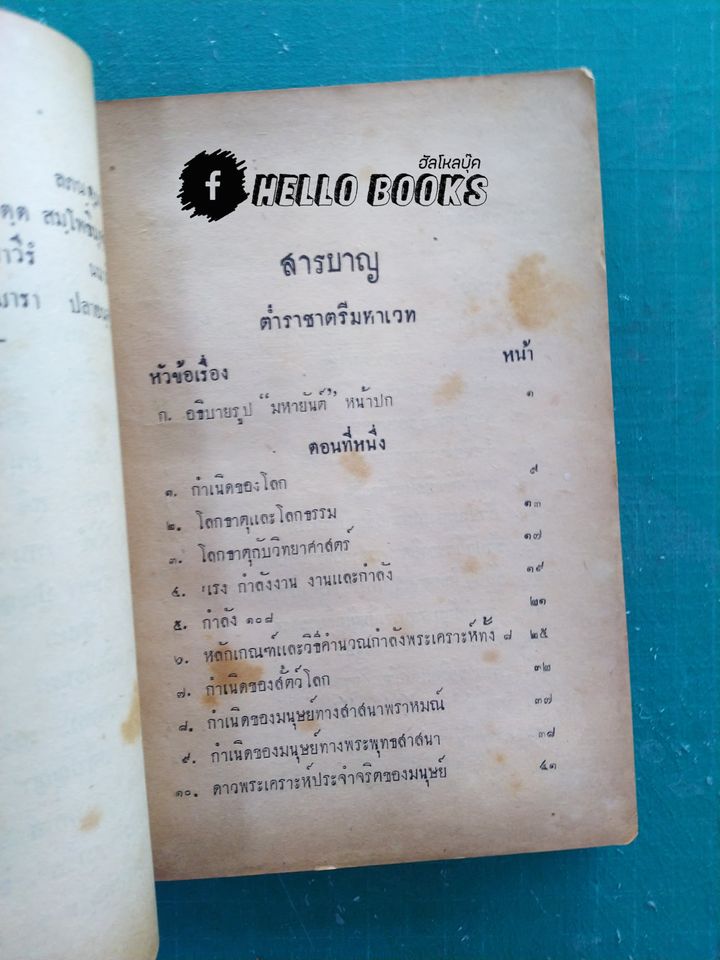 ฮัลโหลบุ๊ค
f HELLO BOOKS
สารบาญ
ตำราชาตรีมหาเวท
หัวข้อเรื่อง หน้า
ก. อธิบายรูป “มหายันต์” หน้าปก ๑
ตอนที่หนึ่ง
๑. กำเนิดของโลก ๙
๒. โลกธาตุและโลกธรรม ๑๓
๓. โลกธาตุกับวิทยาศาสตร์ ๑๗
๔. แรง กำลังงาน งานและกำลัง ๑๙
๕. กำลัง ๑๐๘ ๒๑
๖. หลักเกณฑ์และวิธีคำนวณกำลังพระเคราะห์ทั้ง ๘ ๒๕
๗. กำเนิดของสัตว์โลก ๓๒
๘. กำเนิดของมนุษย์ทางสาสนาพราหมณ์ ๓๗
๙. กำเนิดของมนุษย์ทางพระพุทธสาสนา ๓๘
๑๐. ดาวพระเคราะห์ประจำจริตของมนุษย์ ๔๑